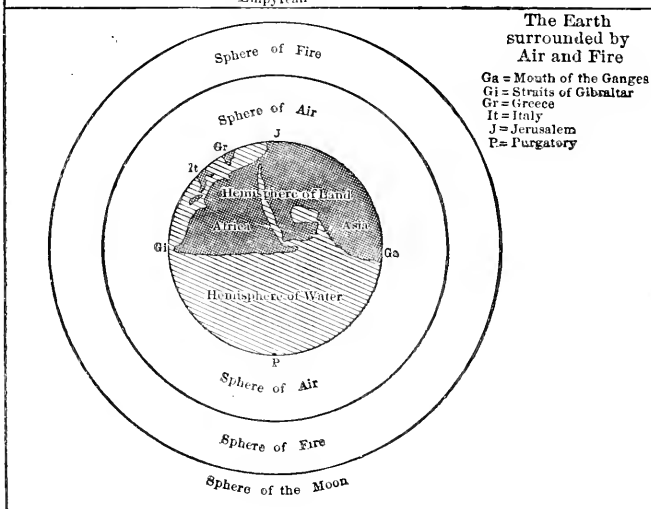 Empyrean
The Earth
surrounded by
Air and Fire
Ga = Mouth of the Ganges
Gi = Straits of Gibraltar
Gr = Greece
It = Italy
J = Jerusalem
P = Purgatory
Sphere of Fire
Sphere of Air
J
Gr
It
Hemisphere of Land
Africa
Asia
Gi
Ga
Hemisphere of Water
P
Sphere of Air
Sphere of Fire
Sphere of the Moon